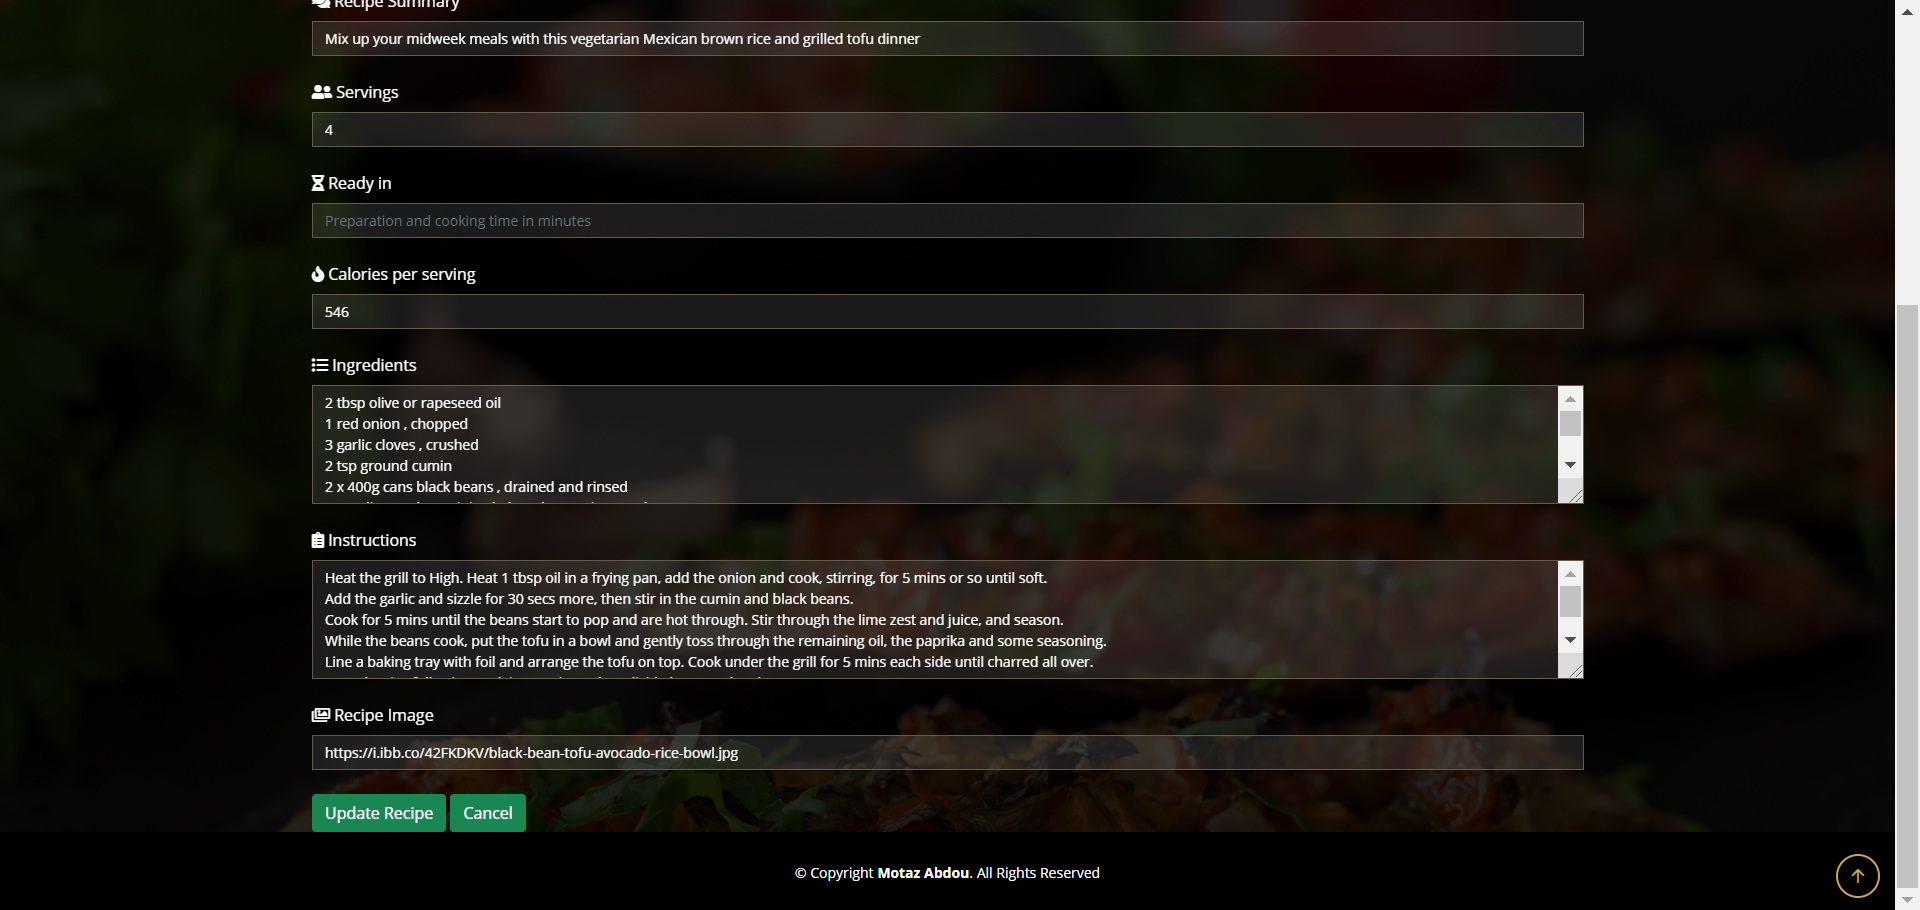 Recipe Summary
Mix up your midweek meals with this vegetarian Mexican brown rice and grilled tofu dinner
Servings
4
Ready in
Preparation and cooking time in minutes
Calories per serving
546
Ingredients
2 tbsp olive or rapeseed oil
1 red onion , chopped
3 garlic cloves , crushed
2 tsp ground cumin
2 x 400g cans black beans , drained and rinsed
Instructions
Heat the grill to High. Heat 1 tbsp oil in a frying pan, add the onion and cook, stirring, for 5 mins or so until soft.
Add the garlic and sizzle for 30 secs more, then stir in the cumin and black beans.
Cook for 5 mins until the beans start to pop and are hot through. Stir through the lime zest and juice, and season.
While the beans cook, put the tofu in a bowl and gently toss through the remaining oil, the paprika and some seasoning.
Line a baking tray with foil and arrange the tofu on top. Cook under the grill for 5 mins each side until charred all over.
Recipe Image
https://i.ibb.co/42FKDKV/black-bean-tofu-avocado-rice-bowl.jpg
Update Recipe Cancel
© Copyright Motaz Abdou. All Rights Reserved